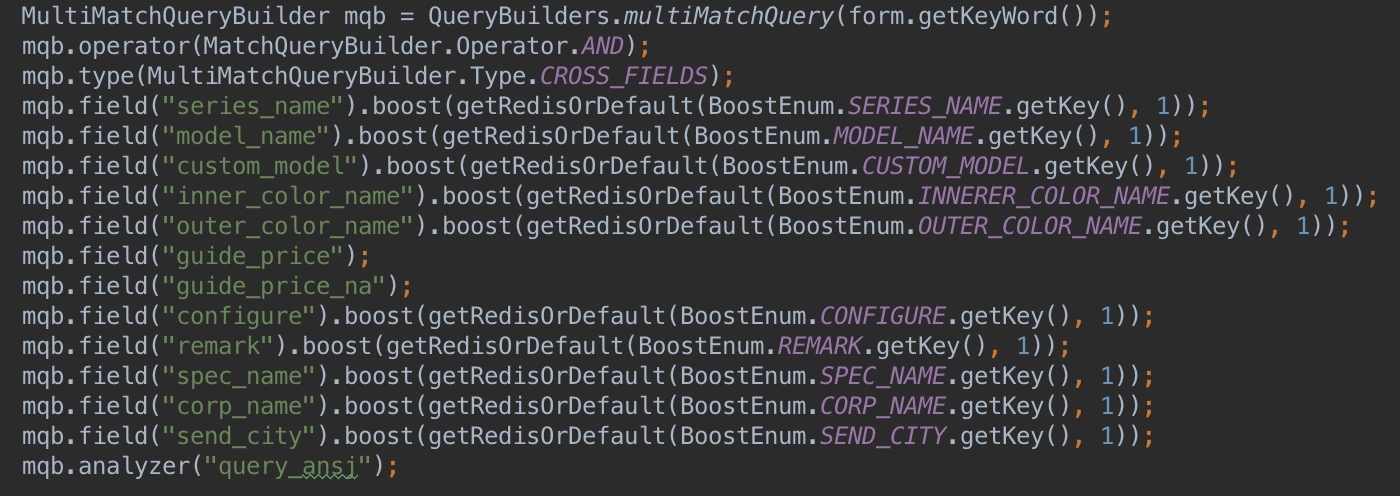 MultiMatchQueryBuilder mqb = QueryBuilders.multiMatchQuery(form.getKeyWord());
mqb.operator(MatchQueryBuilder.Operator.AND);
mqb.type(MultiMatchQueryBuilder.Type.CROSS_FIELDS);
mqb.field("series_name").boost(getRedisOrDefault(BoostEnum.SERIES_NAME.getKey(), 1));
mqb.field("model_name").boost(getRedisOrDefault(BoostEnum.MODEL_NAME.getKey(), 1));
mqb.field("custom_model").boost(getRedisOrDefault(BoostEnum.CUSTOM_MODEL.getKey(), 1));
mqb.field("inner_color_name").boost(getRedisOrDefault(BoostEnum.INNERER_COLOR_NAME.getKey(), 1));
mqb.field("outer_color_name").boost(getRedisOrDefault(BoostEnum.OUTER_COLOR_NAME.getKey(), 1));
mqb.field("guide_price");
mqb.field("guide_price_na");
mqb.field("configure").boost(getRedisOrDefault(BoostEnum.CONFIGURE.getKey(), 1));
mqb.field("remark").boost(getRedisOrDefault(BoostEnum.REMARK.getKey(), 1));
mqb.field("spec_name").boost(getRedisOrDefault(BoostEnum.SPEC_NAME.getKey(), 1));
mqb.field("corp_name").boost(getRedisOrDefault(BoostEnum.CORP_NAME.getKey(), 1));
mqb.field("send_city").boost(getRedisOrDefault(BoostEnum.SEND_CITY.getKey(), 1));
mqb.analyzer("query_ansj");